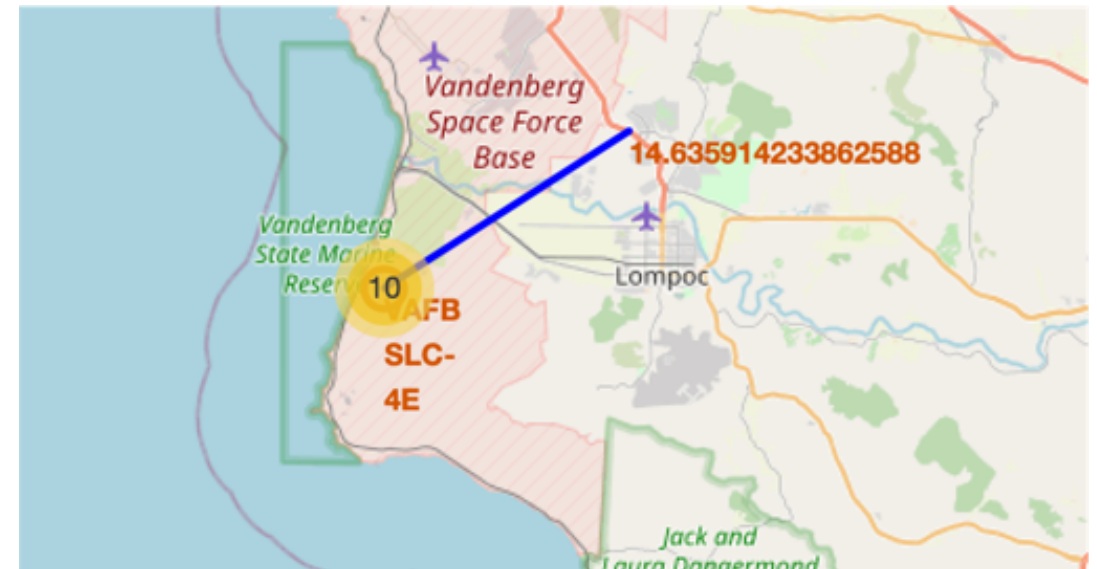 Vandenberg
Space Force
Base
14.635914233862588
Vandenberg
State Marine
Reserve
10
VAFB
SLC-
4E
Lompoc
Jack and
Laura Dangermond